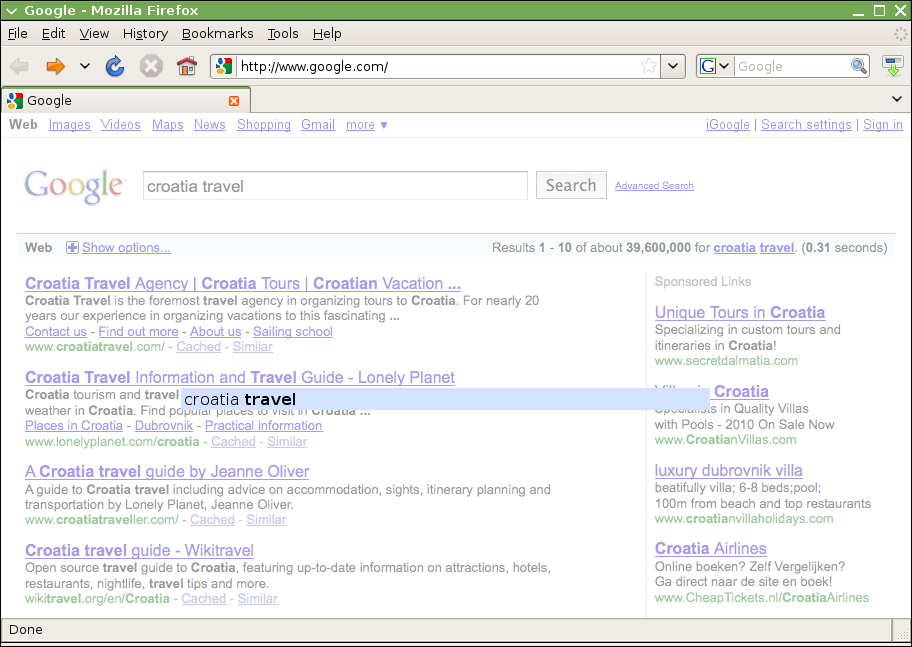 Google - Mozilla Firefox
File Edit View History Bookmarks Tools Help
http://www.google.com/ G Google
Google
Web Images Videos Maps News Shopping Gmail more ▼ iGoogle | Search settings | Sign in
Google croatia travel Search Advanced Search
Web Show options... Results 1 - 10 of about 39,600,000 for croatia travel. (0.31 seconds)
Croatia Travel Agency | Croatia Tours | Croatian Vacation ...
Croatia Travel is the foremost travel agency in organizing tours to Croatia. For nearly 20
years our experience in organizing vacations to this fascinating ...
Contact us - Find out more - About us - Sailing school
www.croatiatravel.com/ - Cached - Similar
Croatia Travel Information and Travel Guide - Lonely Planet
Croatia tourism and travel
croatia travel
weather in Croatia. Find popular places to visit in Croatia ...
Places in Croatia - Dubrovnik - Practical information
www.lonelyplanet.com/croatia - Cached - Similar
A Croatia travel guide by Jeanne Oliver
A guide to Croatia travel including advice on accommodation, sights, itinerary planning and
transportation by Lonely Planet, Jeanne Oliver.
www.croatiatraveller.com/ - Cached - Similar
Croatia travel guide - Wikitravel
Open source travel guide to Croatia, featuring up-to-date information on attractions, hotels,
restaurants, nightlife, travel tips and more.
wikitravel.org/en/Croatia - Cached - Similar
Sponsored Links
Unique Tours in Croatia
Specializing in custom tours and
itineraries in Croatia!
www.secretdalmatia.com
Villas in Croatia
Specialists in Quality Villas
with Pools - 2010 On Sale Now
www.CroatianVillas.com
luxury dubrovnik villa
beatifully villa; 6-8 beds;pool;
100m from beach and top restaurants
www.croatianvillaholidays.com
Croatia Airlines
Online boeken? Zelf Vergelijken?
Ga direct naar de site en boek!
www.CheapTickets.nl/CroatiaAirlines
Done